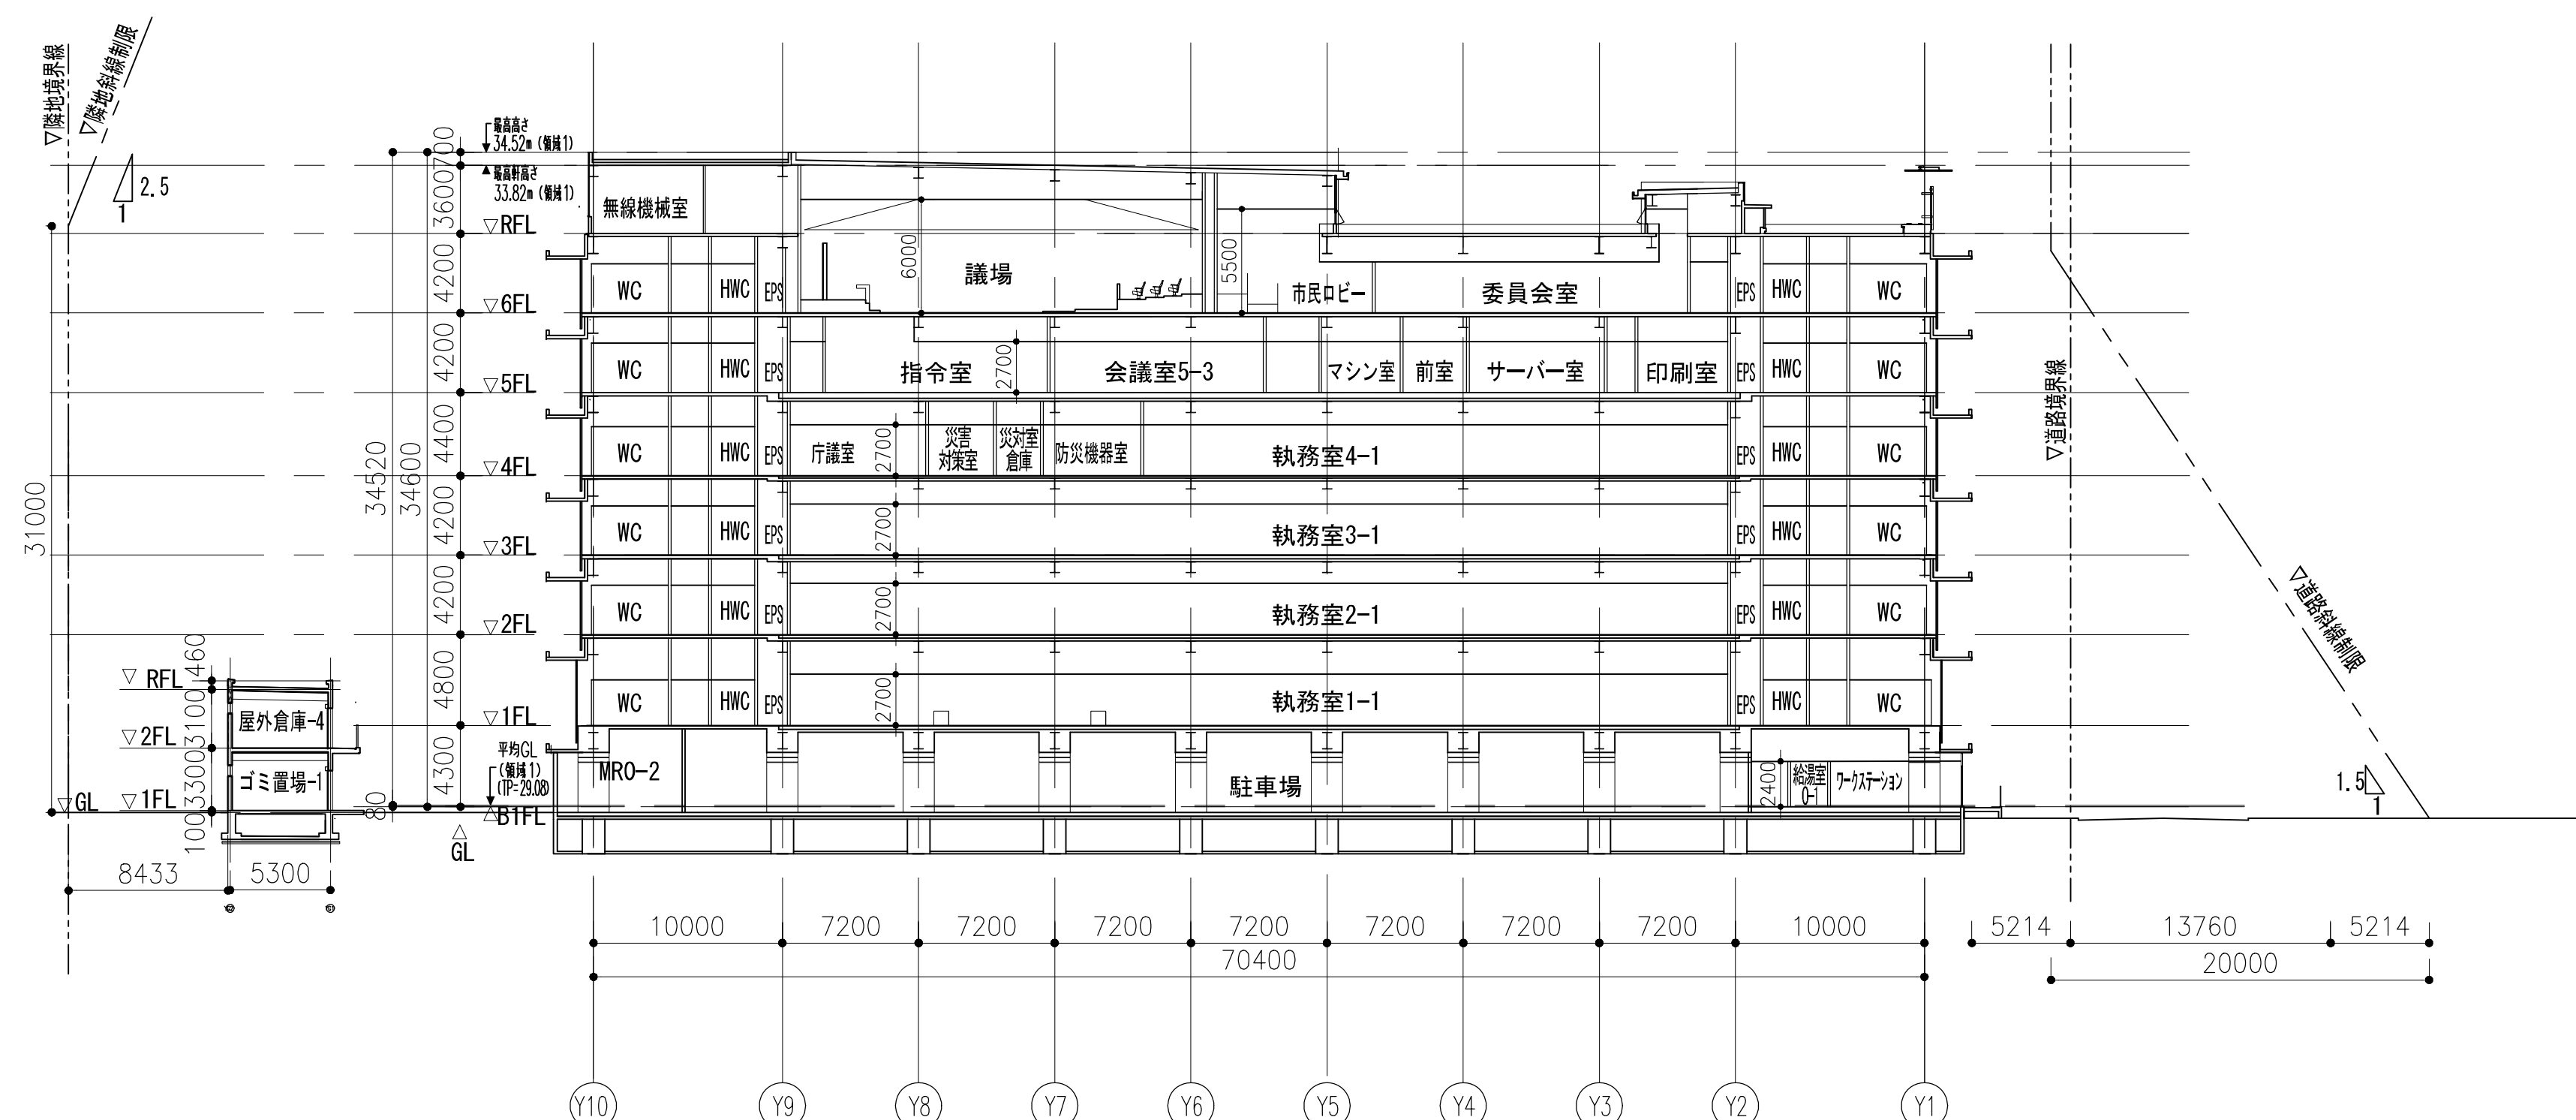 ▽隣地境界線
▽隣地斜線制限
2.5
1
31000
最高高さ
34.52m (領域1)
最高軒高さ
33.82m (領域1)
700
3600
4200
4200
4400
4200
4200
4800
4300
34520
34600
80
▽RFL
▽6FL
▽5FL
▽4FL
▽3FL
▽2FL
▽1FL
平均GL
(領域1)
(TP=29.08)
△B1FL
△
GL
無線機械室
6000
5500
WC
HWC
EPS
議場
市民ロビー
委員会室
EPS
HWC
WC
WC
HWC
EPS
指令室
2700
会議室5-3
マシン室
前室
サーバー室
印刷室
EPS
HWC
WC
WC
HWC
EPS
庁議室
2700
災害
対策室
災対室
倉庫
防災機器室
執務室4-1
EPS
HWC
WC
WC
HWC
EPS
2700
執務室3-1
EPS
HWC
WC
WC
HWC
EPS
2700
執務室2-1
EPS
HWC
WC
WC
HWC
EPS
2700
執務室1-1
EPS
HWC
WC
MRO-2
駐車場
2400
給湯室
0-1
ワークステーション
▽ RFL
▽2FL
▽1FL
▽GL
460
3100
3300
100
屋外倉庫-4
ゴミ置場-1
8433
5300
▽道路境界線
▽道路斜線制限
1.5
1
10000
7200
7200
7200
7200
7200
7200
7200
10000
70400
5214
13760
5214
20000
Y10
Y9
Y8
Y7
Y6
Y5
Y4
Y3
Y2
Y1